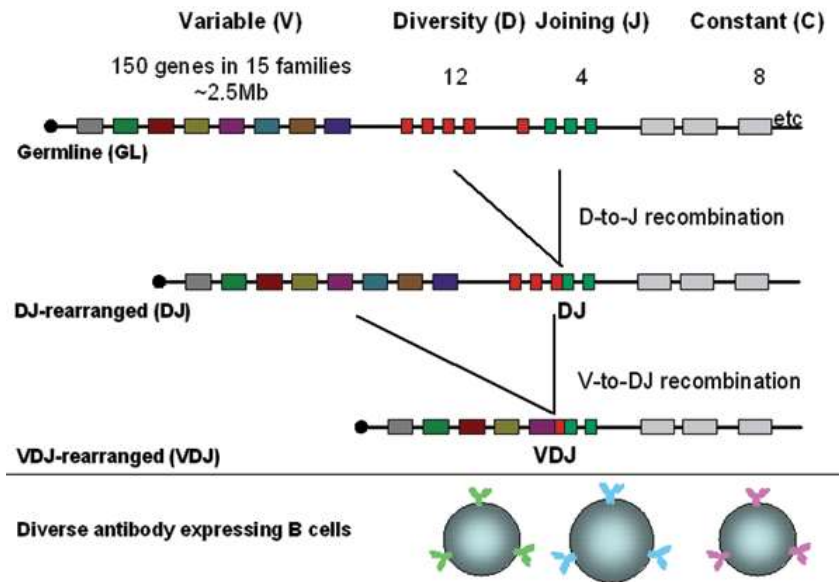 Variable (V) Diversity (D) Joining (J) Constant (C)
150 genes in 15 families 12 4 8
~2.5Mb
etc
Germline (GL)
D-to-J recombination
DJ-rearranged (DJ) DJ
V-to-DJ recombination
VDJ-rearranged (VDJ) VDJ
Diverse antibody expressing B cells